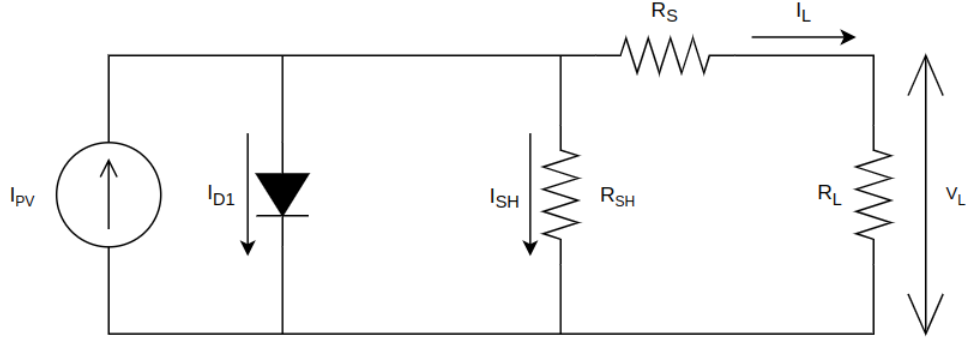 R_S
I_L
I_PV
I_D1
I_SH
R_SH
R_L
V_L